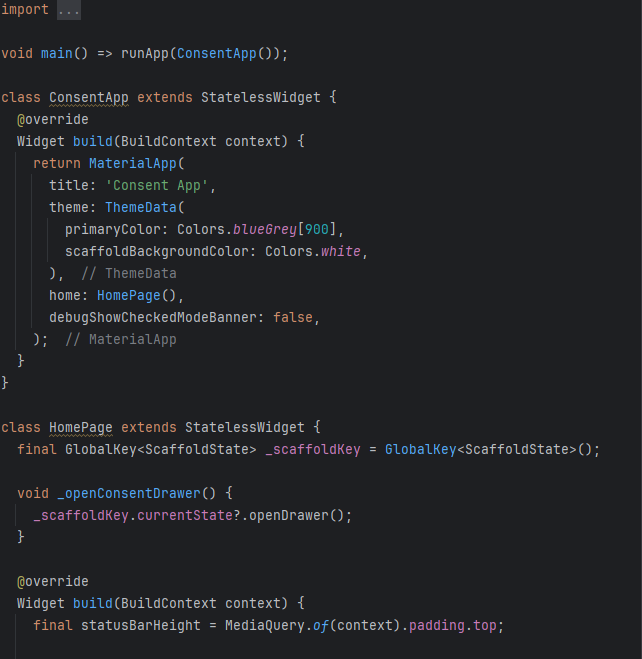 import ...
void main() => runApp(ConsentApp());
class ConsentApp extends StatelessWidget {
  @override
  Widget build(BuildContext context) {
    return MaterialApp(
      title: 'Consent App',
      theme: ThemeData(
        primaryColor: Colors.blueGrey[900],
        scaffoldBackgroundColor: Colors.white,
      ),  // ThemeData
      home: HomePage(),
      debugShowCheckedModeBanner: false,
    );  // MaterialApp
  }
}
class HomePage extends StatelessWidget {
  final GlobalKey<ScaffoldState> _scaffoldKey = GlobalKey<ScaffoldState>();
  void _openConsentDrawer() {
    _scaffoldKey.currentState?.openDrawer();
  }
  @override
  Widget build(BuildContext context) {
    final statusBarHeight = MediaQuery.of(context).padding.top;